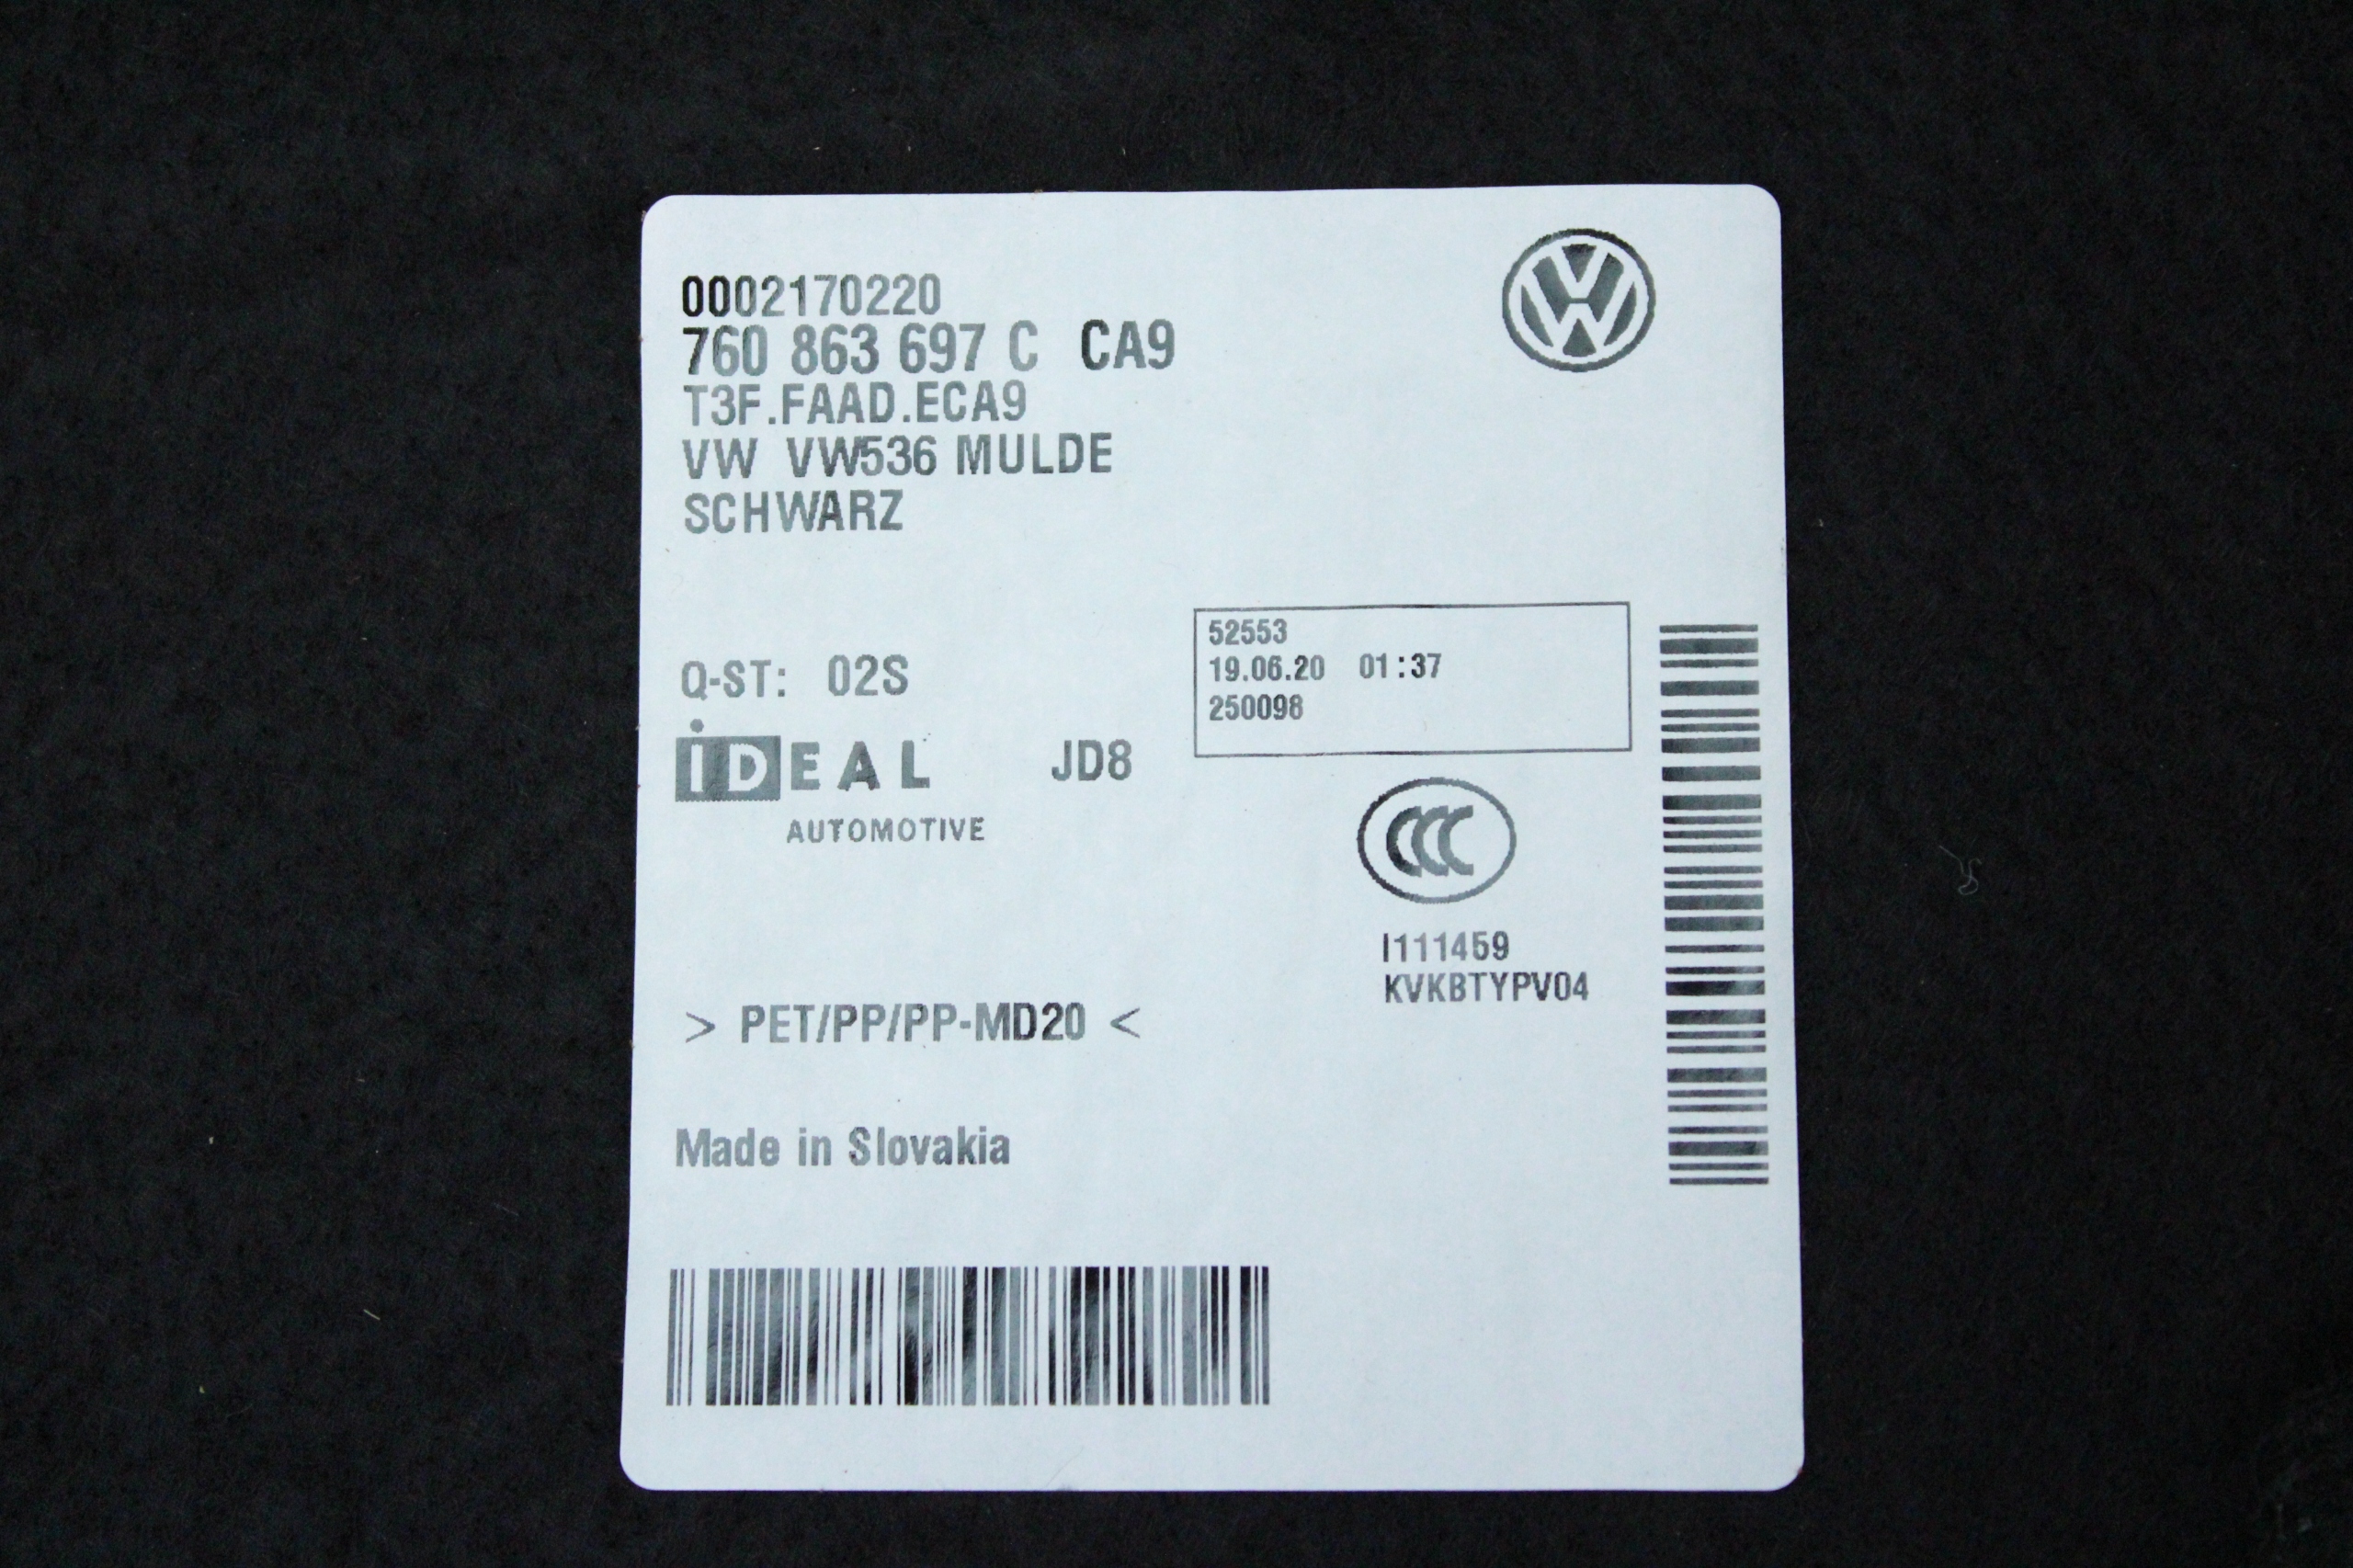 0002170220
760 863 697 C CA9
T3F.FAAD.ECA9
VW VW536 MULDE
SCHWARZ
52553
19.06.20 01:37
250098
Q-ST: 02S
iDEAL JD8
AUTOMOTIVE
CCC
I111459
KVKBTYPV04
> PET/PP/PP-MD20 <
Made in Slovakia